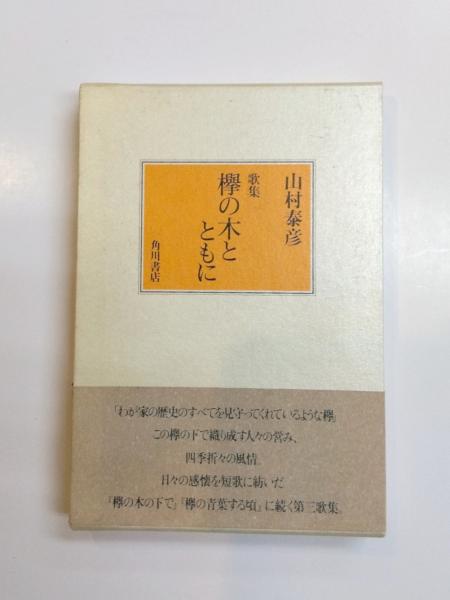 山村泰彦
歌集
欅の木と
ともに
角川書店
「わが家の歴史のすべてを見守ってくれているような欅」
この欅の下で織り成す人々の営み、
四季折々の風情。
日々の感懐を短歌に紡いだ
『欅の木の下で』『欅の青葉する頃』に続く第三歌集。